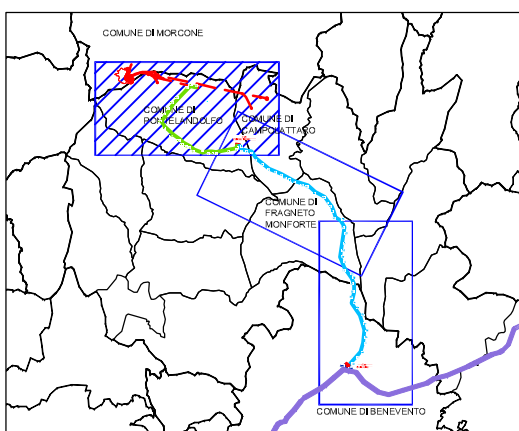 COMUNE DI MORCONE
COMUNE DI
PONTELANDOLFO
COMUNE DI
CAMPOLATTARO
COMUNE DI
FRAGNETO
MONFORTE
COMUNE DI BENEVENTO